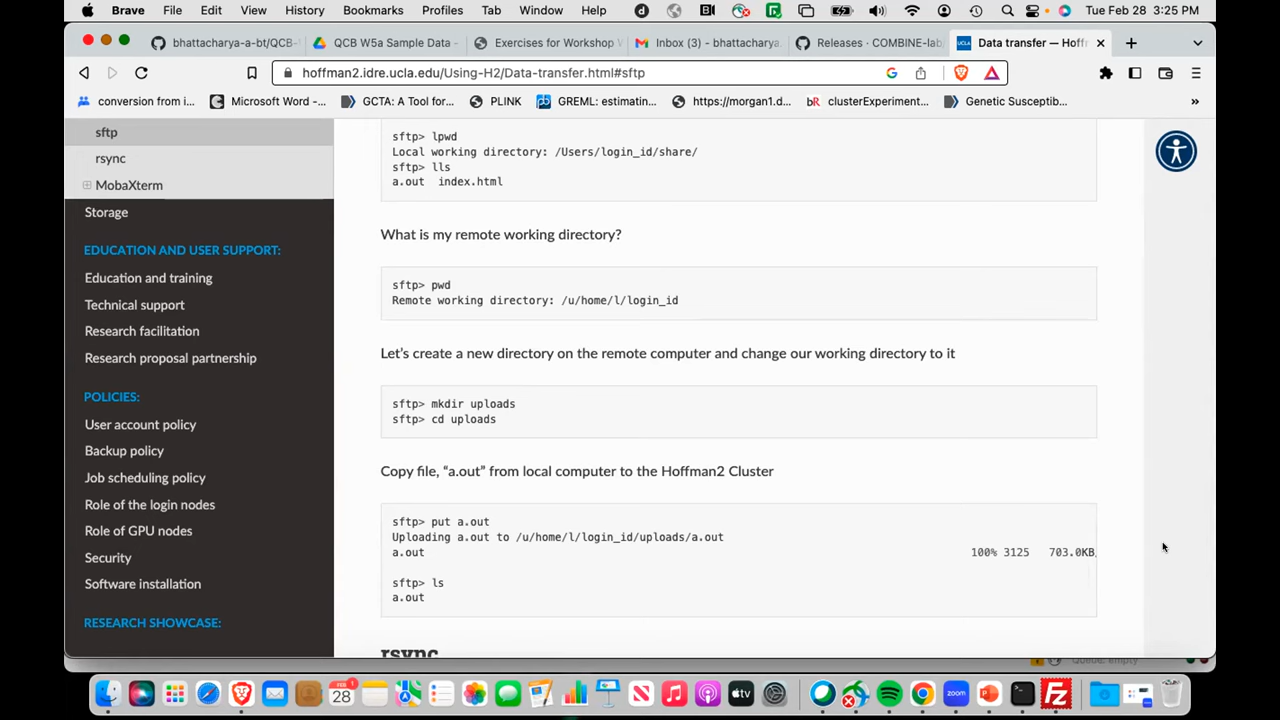 Brave File Edit View History Bookmarks Profiles Tab Window Help Tue Feb 28 3:25 PM
bhattacharya-a-bt/QCB- QCB W5a Sample Data - Exercises for Workshop W Inbox (3) - bhattacharya. Releases · COMBINE-lab, UCLA Data transfer — Hoff
hoffman2.idre.ucla.edu/Using-H2/Data-transfer.html#sftp
conversion from i... Microsoft Word -... GCTA: A Tool for... PLINK GREML: estimatin... https://morgan1.d... bR clusterExperiment... Genetic Susceptib...
sftp
rsync
MobaXterm
Storage
EDUCATION AND USER SUPPORT:
Education and training
Technical support
Research facilitation
Research proposal partnership
POLICIES:
User account policy
Backup policy
Job scheduling policy
Role of the login nodes
Role of GPU nodes
Security
Software installation
RESEARCH SHOWCASE:
sftp> lpwd
Local working directory: /Users/login_id/share/
sftp> lls
a.out index.html
What is my remote working directory?
sftp> pwd
Remote working directory: /u/home/l/login_id
Let's create a new directory on the remote computer and change our working directory to it
sftp> mkdir uploads
sftp> cd uploads
Copy file, "a.out" from local computer to the Hoffman2 Cluster
sftp> put a.out
Uploading a.out to /u/home/l/login_id/uploads/a.out
a.out 100% 3125 703.0KB
sftp> ls
a.out
rsync
Queue: empty
FEB 28
zoom